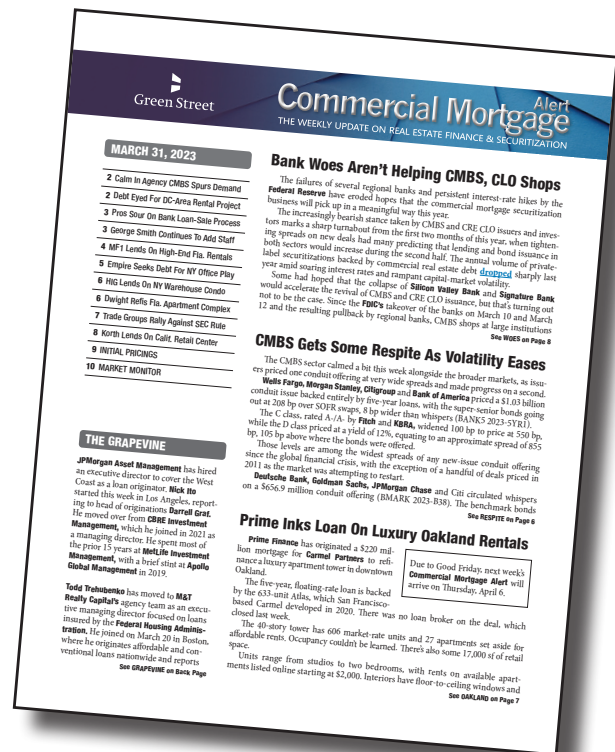 Green Street
Commercial Mortgage
Alert
THE WEEKLY UPDATE ON REAL ESTATE FINANCE & SECURITIZATION
MARCH 31, 2023
2 Calm In Agency CMBS Spurs Demand
2 Debt Eyed For DC-Area Rental Project
3 Pros Sour On Bank Loan-Sale Process
3 George Smith Continues To Add Staff
4 MF1 Lends On High-End Fla. Rentals
5 Empire Seeks Debt For NY Office Play
6 HIG Lends On NY Warehouse Condo
6 Dwight Refis Fla. Apartment Complex
7 Trade Groups Rally Against SEC Rule
8 Korth Lends On Calif. Retail Center
9 INITIAL PRICINGS
10 MARKET MONITOR
THE GRAPEVINE
JPMorgan Asset Management has hired
an executive director to cover the West
Coast as a loan originator. Nick Ito
started this week in Los Angeles, report-
ing to head of originations Darrell Graf.
He moved over from CBRE Investment
Management, which he joined in 2021 as
a managing director. He spent most of
the prior 15 years at MetLife Investment
Management, with a brief stint at Apollo
Global Management in 2019.
Todd Trehubenko has moved to M&T
Realty Capital's agency team as an execu-
tive managing director focused on loans
insured by the Federal Housing Adminis-
tration. He joined on March 20 in Boston,
where he originates affordable and con-
ventional loans nationwide and reports
See GRAPEVINE on Back Page
Bank Woes Aren't Helping CMBS, CLO Shops
The failures of several regional banks and persistent interest-rate hikes by the
Federal Reserve have eroded hopes that the commercial mortgage securitization
business will pick up in a meaningful way this year.
The increasingly bearish stance taken by CMBS and CRE CLO issuers and inves-
tors marks a sharp turnabout from the first two months of this year, when tighten-
ing spreads on new deals had many predicting that lending and bond issuance in
both sectors would increase during the second half. The annual volume of private-
label securitizations backed by commercial real estate debt dropped sharply last
year amid soaring interest rates and rampant capital-market volatility.
Some had hoped that the collapse of Silicon Valley Bank and Signature Bank
would accelerate the revival of CMBS and CRE CLO issuance, but that's turning out
not to be the case. Since the FDIC's takeover of the banks on March 10 and March
12 and the resulting pullback by regional banks, CMBS shops at large institutions
See WOES on Page 8
CMBS Gets Some Respite As Volatility Eases
The CMBS sector calmed a bit this week alongside the broader markets, as issu-
ers priced one conduit offering at very wide spreads and made progress on a second.
Wells Fargo, Morgan Stanley, Citigroup and Bank of America priced a $1.03 billion
conduit issue backed entirely by five-year loans, with the super-senior bonds going
out at 208 bp over SOFR swaps, 8 bp wider than whispers (BANK5 2023-5YR1).
The C class, rated A-/A- by Fitch and KBRA, widened 100 bp to price at 550 bp,
while the D class priced at a yield of 12%, equating to an approximate spread of 855
bp, 105 bp above where the bonds were offered.
Those levels are among the widest spreads of any new-issue conduit offering
since the global financial crisis, with the exception of a handful of deals priced in
2011 as the market was attempting to restart.
Deutsche Bank, Goldman Sachs, JPMorgan Chase and Citi circulated whispers
on a $656.9 million conduit offering (BMARK 2023-B38). The benchmark bonds
See RESPITE on Page 6
Prime Inks Loan On Luxury Oakland Rentals
Prime Finance has originated a $220 mil-
lion mortgage for Carmel Partners to refi-
nance a luxury apartment tower in downtown
Oakland.
The five-year, floating-rate loan is backed
by the 633-unit Atlas, which San Francisco-
based Carmel developed in 2020. There was no loan broker on the deal, which
closed last week.
The 40-story tower has 606 market-rate units and 27 apartments set aside for
affordable rents. Occupancy couldn't be learned. There's also some 17,000 sf of retail
space.
Units range from studios to two bedrooms, with rents on available apart-
ments listed online starting at $2,000. Interiors have floor-to-ceiling windows and
See OAKLAND on Page 7
Due to Good Friday, next week's
Commercial Mortgage Alert will
arrive on Thursday, April 6.